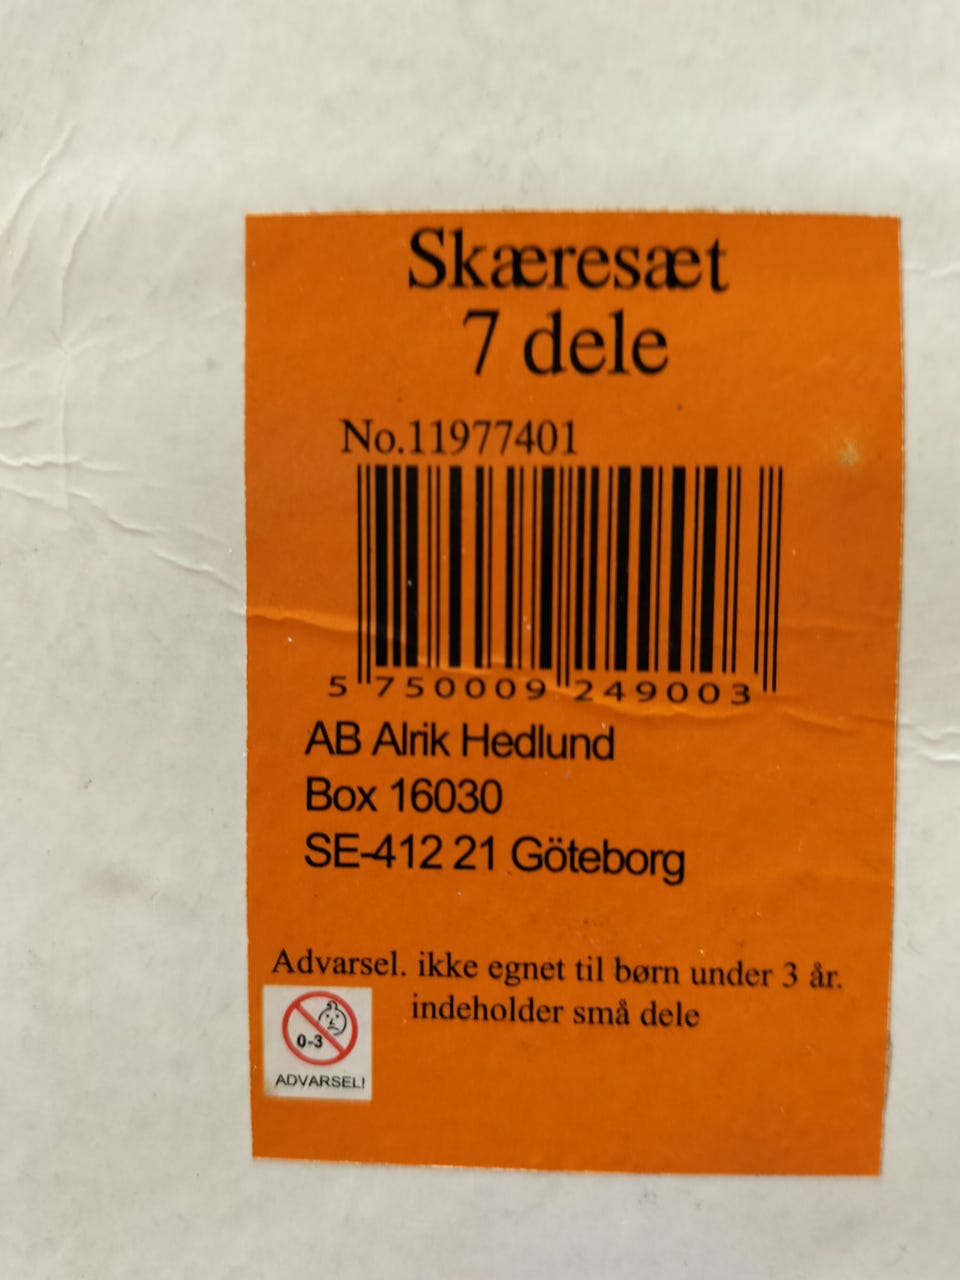 Skæresæt
7 dele
No.11977401
5 750009 249003
AB Alrik Hedlund
Box 16030
SE-412 21 Göteborg
Advarsel. ikke egnet til børn under 3 år.
indeholder små dele
0-3
ADVARSEL!